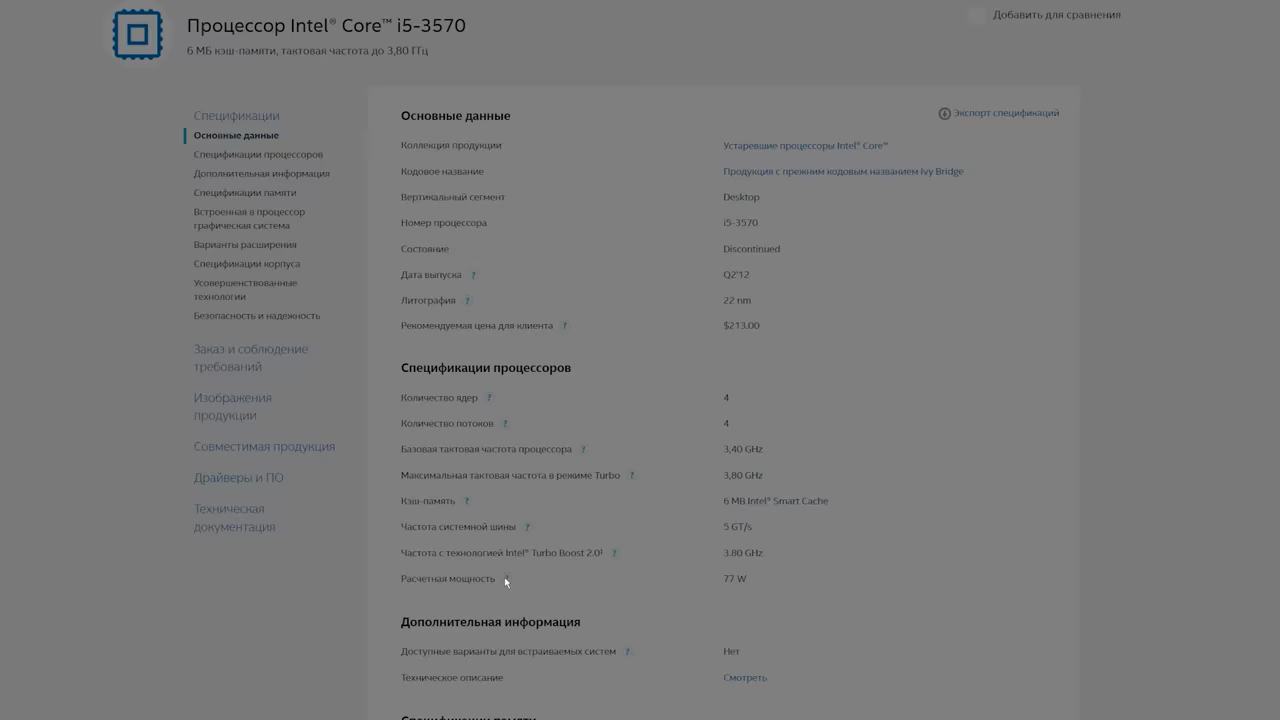 Процессор Intel® Core™ i5-3570
6 МБ кэш-памяти, тактовая частота до 3,80 ГГц
Добавить для сравнения
Спецификации
Основные данные
Спецификации процессоров
Дополнительная информация
Спецификации памяти
Встроенная в процессор
графическая система
Варианты расширения
Спецификации корпуса
Усовершенствованные
технологии
Безопасность и надежность
Заказ и соблюдение
требований
Изображения
продукции
Совместимая продукция
Драйверы и ПО
Техническая
документация
Основные данные
Экспорт спецификаций
Коллекция продукции Устаревшие процессоры Intel® Core™
Кодовое название Продукция с прежним кодовым названием Ivy Bridge
Вертикальный сегмент Desktop
Номер процессора i5-3570
Состояние Discontinued
Дата выпуска ? Q2'12
Литография ? 22 nm
Рекомендуемая цена для клиента ? $213.00
Спецификации процессоров
Количество ядер ? 4
Количество потоков ? 4
Базовая тактовая частота процессора ? 3,40 GHz
Максимальная тактовая частота в режиме Turbo ? 3,80 GHz
Кэш-память ? 6 MB Intel® Smart Cache
Частота системной шины ? 5 GT/s
Частота с технологией Intel® Turbo Boost 2.0‡ ? 3.80 GHz
Расчетная мощность 77 W
Дополнительная информация
Доступные варианты для встраиваемых систем ? Нет
Техническое описание Смотреть
Спецификации памяти